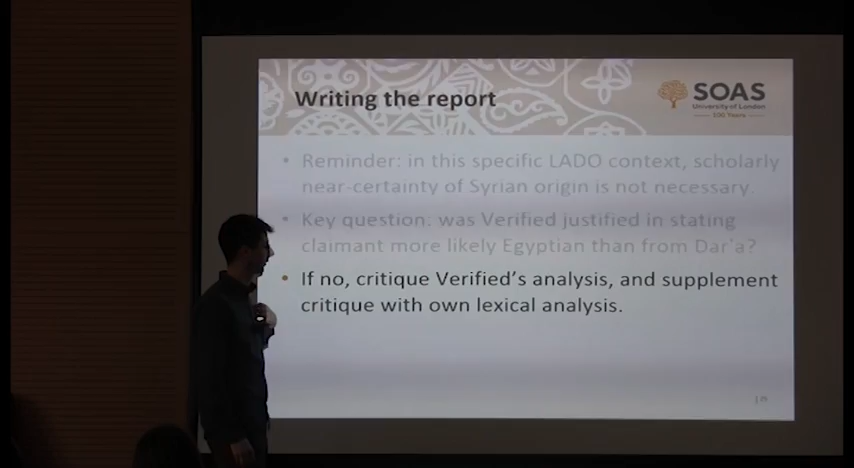 Writing the report
SOAS
University of London
100 Years
• Reminder: in this specific LADO context, scholarly
near-certainty of Syrian origin is not necessary.
• Key question: was Verified justified in stating
claimant more likely Egyptian than from Dar'a?
• If no, critique Verified's analysis, and supplement
critique with own lexical analysis.